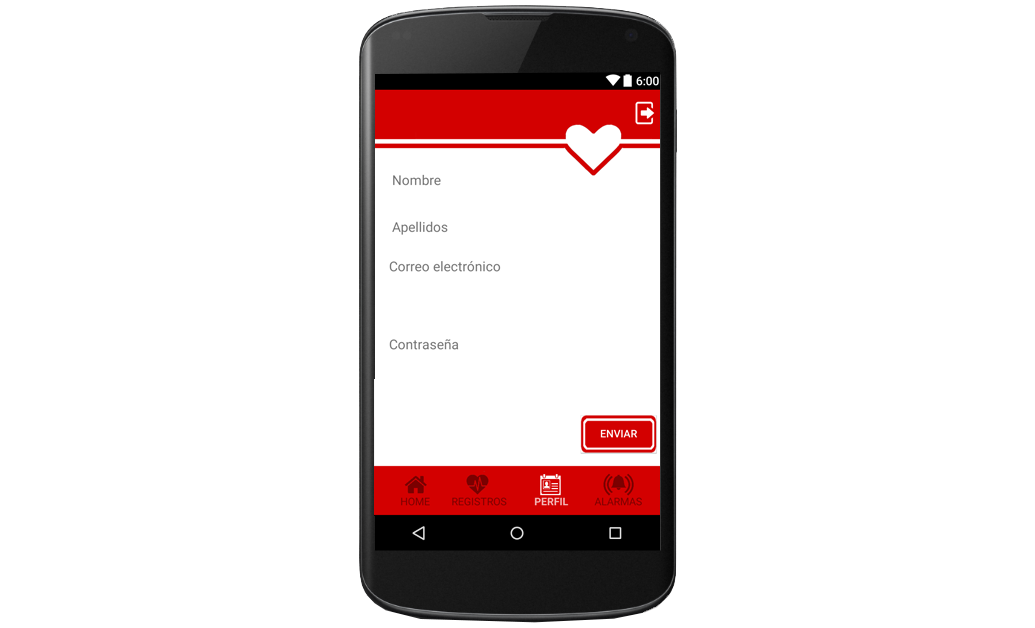 6:00
Nombre
Apellidos
Correo electrónico
Contraseña
ENVIAR
HOME REGISTROS PERFIL ALARMAS